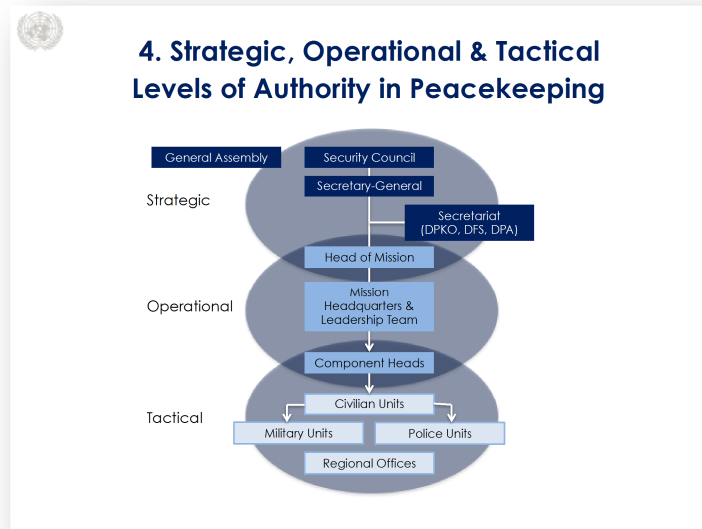 4. Strategic, Operational & Tactical
Levels of Authority in Peacekeeping
General Assembly
Security Council
Secretary-General
Strategic
Secretariat
(DPKO, DFS, DPA)
Head of Mission
Mission
Headquarters &
Leadership Team
Operational
Component Heads
Civilian Units
Tactical
Military Units
Police Units
Regional Offices